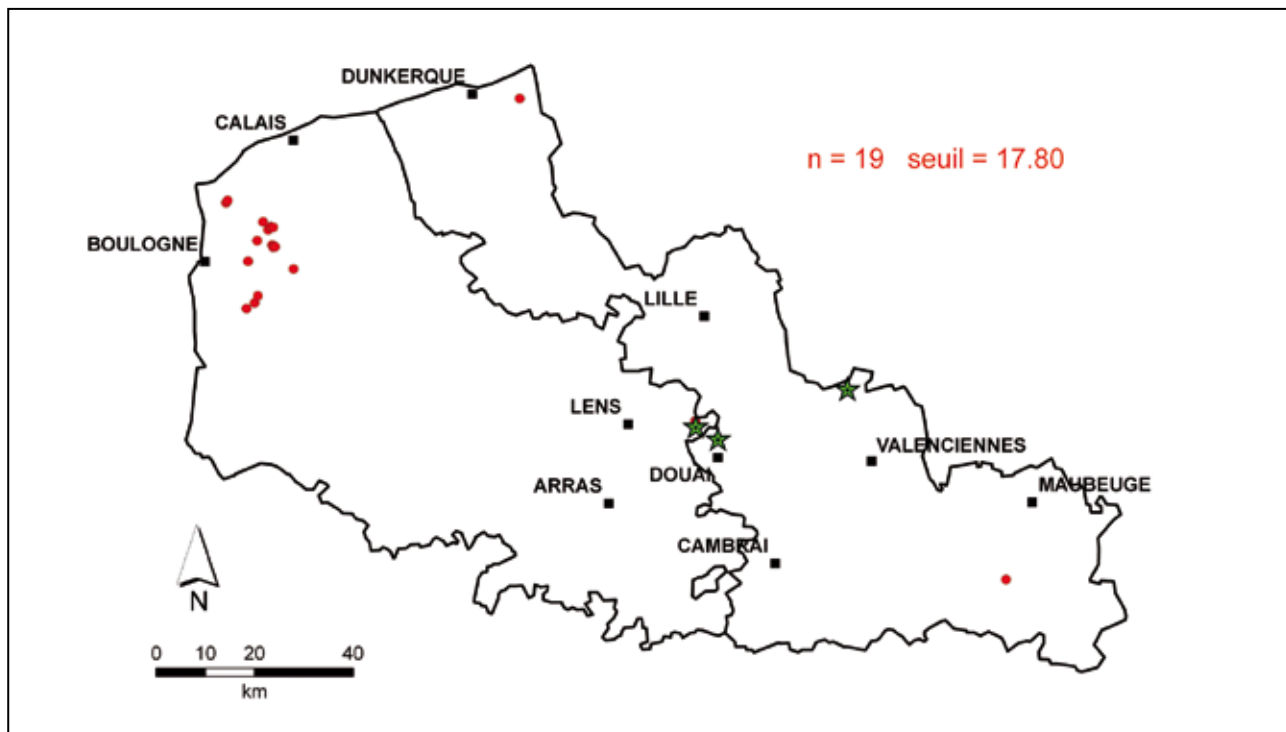 DUNKERQUE
CALAIS
n = 19 seuil = 17.80
BOULOGNE
LILLE
LENS
VALENCIENNES
DOUAI
ARRAS
MAUBEUGE
CAMBRAI
N
0 10 20 40
km